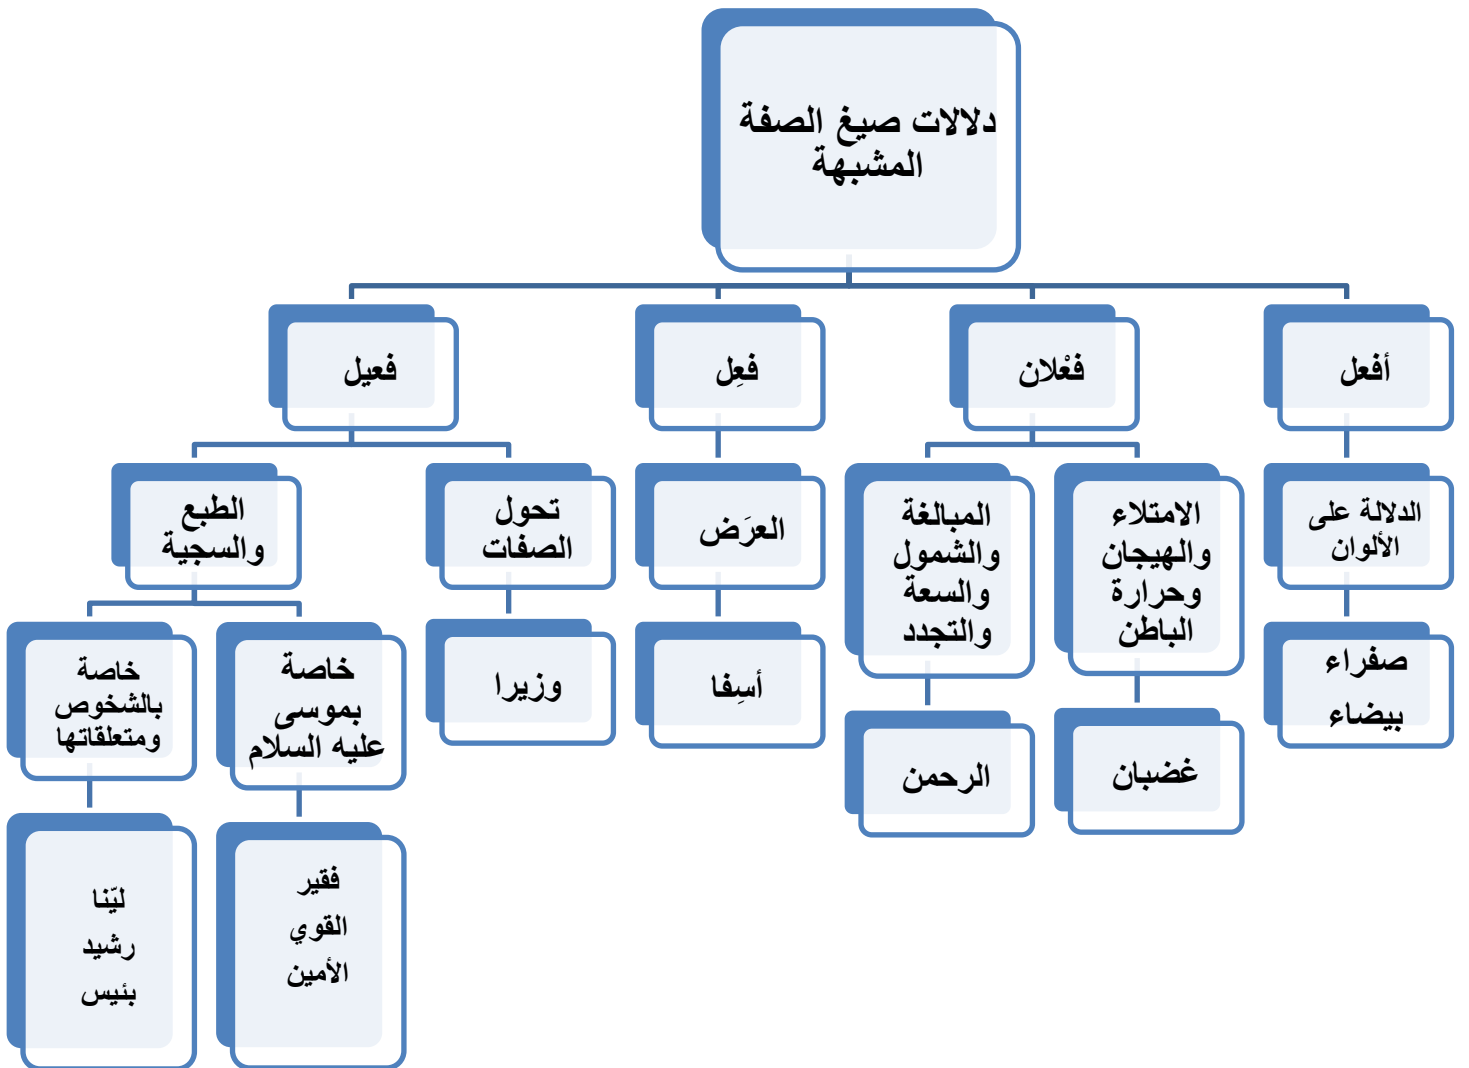 دلالات صيغ الصفة
المشبهة
أفعل
فعْلان
فعِل
فعيل
الدلالة على
الألوان
الامتلاء
والهيجان
وحرارة
الباطن
المبالغة
والشمول
والسعة
والتجدد
العرَض
تحول
الصفات
الطبع
والسجية
صفراء
بيضاء
غضبان
الرحمن
أسِفا
وزيرا
خاصة
بموسى
عليه السلام
خاصة
بالشخوص
ومتعلقاتها
فقير
القوي
الأمين
ليّنا
رشيد
بئيس